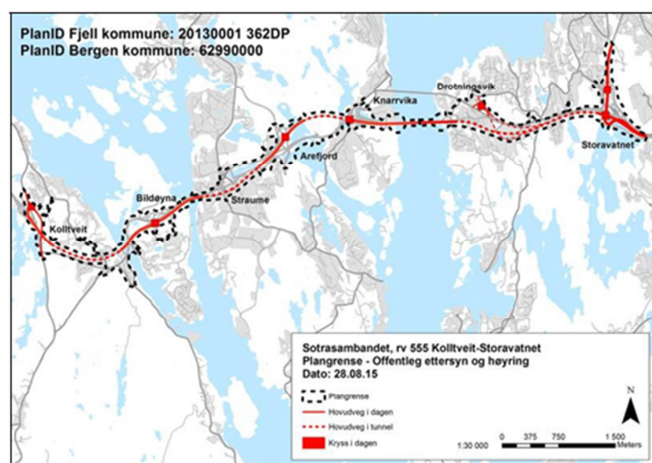 PlanID Fjell kommune: 20130001 362DP
PlanID Bergen kommune: 62990000
Drotningsvik
Knarrvika
Storavatnet
Arefjord
Bildøyna
Straume
Kolltveit
Sotrasambandet, rv 555 Kolltveit-Storavatnet
Plangrense - Offentleg ettersyn og høyring
Dato: 28.08.15
Plangrense
Hovudveg i dagen
Hovudveg i tunnel
Kryss i dagen
N
1:30 000
0 375 750 1 500
Meters